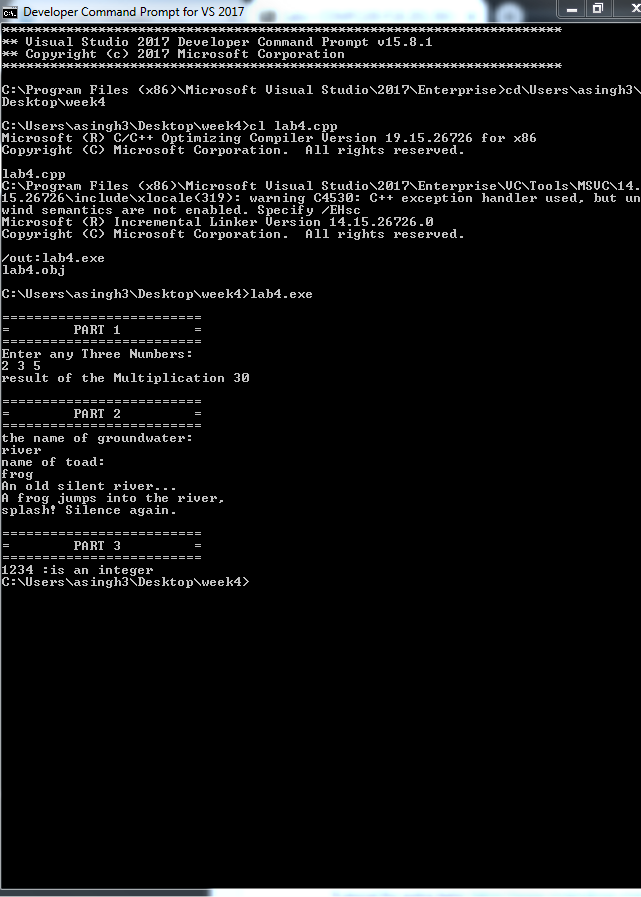 Developer Command Prompt for VS 2017
**********************************************************************
** Visual Studio 2017 Developer Command Prompt v15.8.1
** Copyright (c) 2017 Microsoft Corporation
**********************************************************************
C:\Program Files (x86)\Microsoft Visual Studio\2017\Enterprise>cd\Users\asingh3\
Desktop\week4
C:\Users\asingh3\Desktop\week4>cl lab4.cpp
Microsoft (R) C/C++ Optimizing Compiler Version 19.15.26726 for x86
Copyright (C) Microsoft Corporation.  All rights reserved.
lab4.cpp
C:\Program Files (x86)\Microsoft Visual Studio\2017\Enterprise\VC\Tools\MSVC\14.
15.26726\include\xlocale(319): warning C4530: C++ exception handler used, but un
wind semantics are not enabled. Specify /EHsc
Microsoft (R) Incremental Linker Version 14.15.26726.0
Copyright (C) Microsoft Corporation.  All rights reserved.
/out:lab4.exe
lab4.obj
C:\Users\asingh3\Desktop\week4>lab4.exe
=========================
=        PART 1         =
=========================
Enter any Three Numbers:
2 3 5
result of the Multiplication 30
=========================
=        PART 2         =
=========================
the name of groundwater:
river
name of toad:
frog
An old silent river...
A frog jumps into the river,
splash! Silence again.
=========================
=        PART 3         =
=========================
1234 :is an integer
C:\Users\asingh3\Desktop\week4>